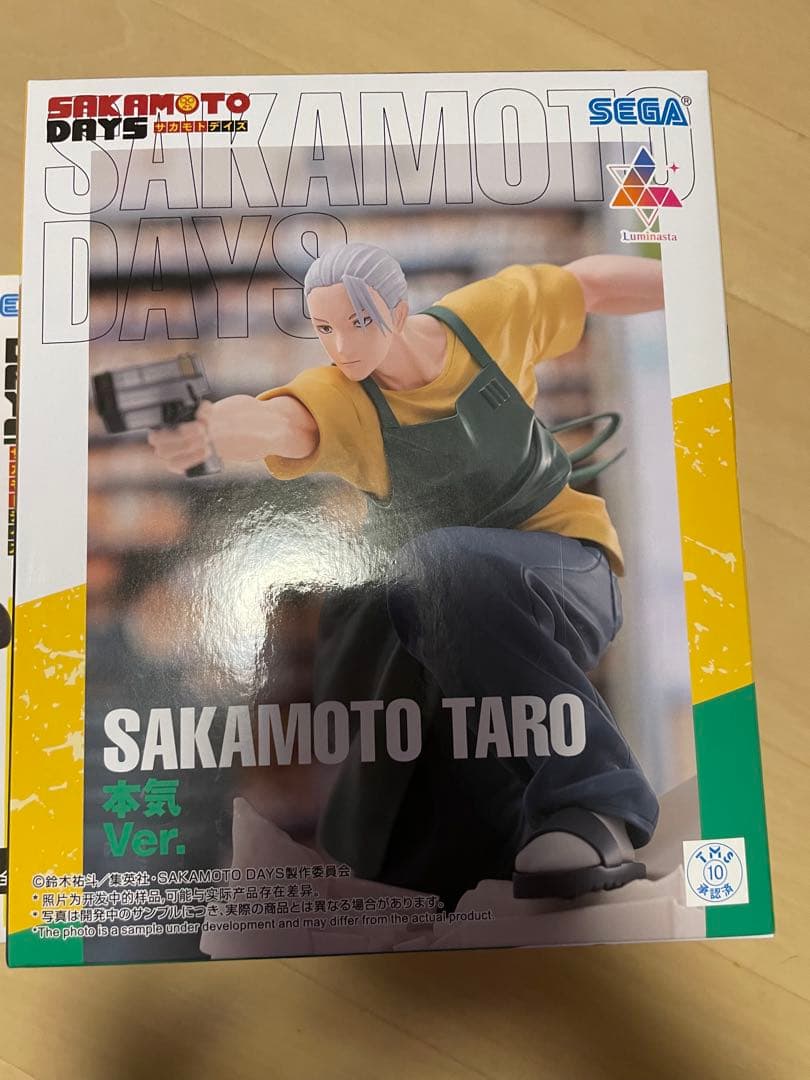 SAKAMOTO
DAYS サカモトデイズ
SEGA®
SAKAMOTO
DAYS
Luminasta
SAKAMOTO TARO
本気
Ver.
©鈴木祐斗/集英社・SAKAMOTO DAYS製作委員会
* 照片为开发中的样品,可能与实际产品存在差异。
* 写真は開発中のサンプルにつき、実際の商品とは異なる場合があります。
*The photo is a sample under development and may differ from the actual product.
TMS
10
承認済